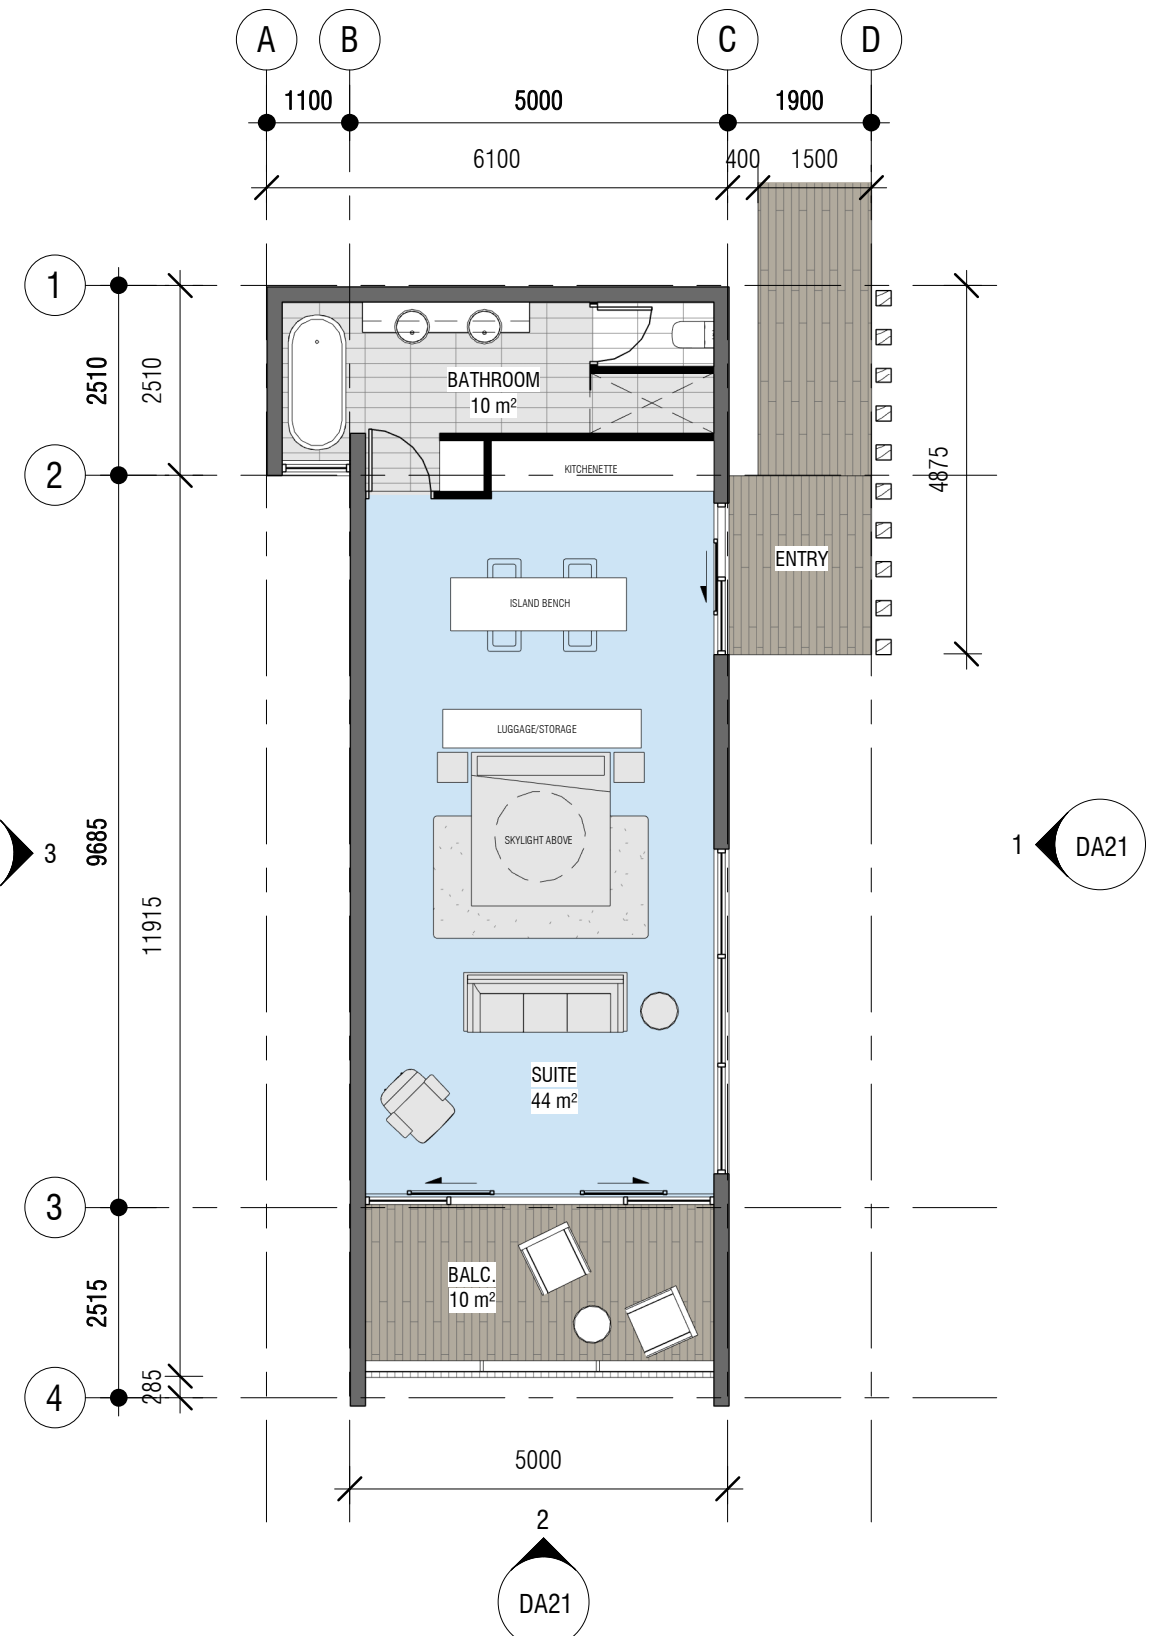 A
B
C
D
1100
5000
1900
6100
400
1500
1
2510
2510
BATHROOM
10 m²
4875
2
KITCHENETTE
ENTRY
ISLAND BENCH
LUGGAGE/STORAGE
SKYLIGHT ABOVE
3
9685
1
DA21
11915
SUITE
44 m²
3
BALC.
10 m²
2515
285
4
5000
2
DA21